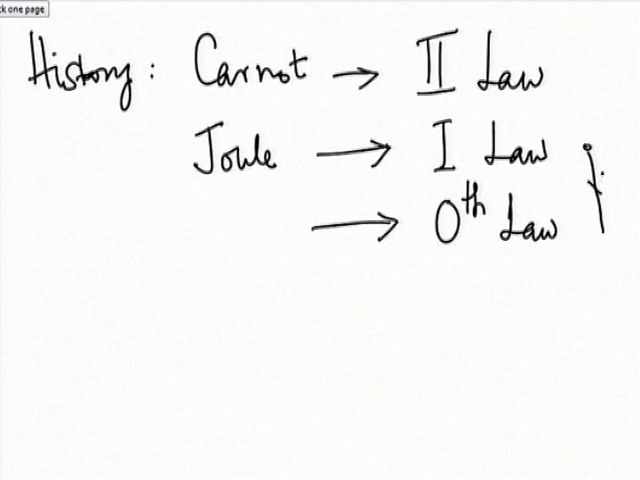 ck one page
History: Carnot → II Law
Joule → I Law
→ 0th Law